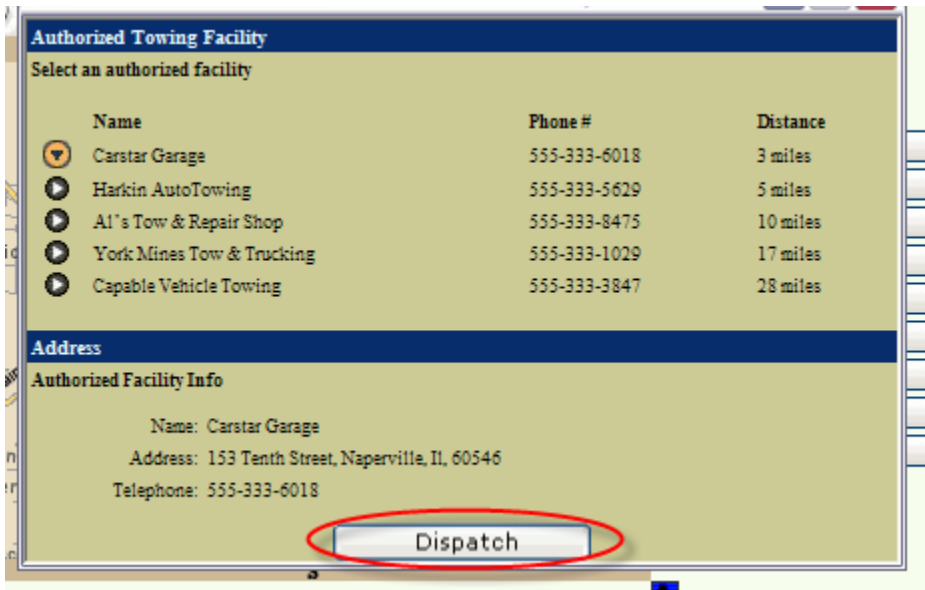 Authorized Towing Facility
Select an authorized facility
Name Phone # Distance
Carstar Garage 555-333-6018 3 miles
Harkin AutoTowing 555-333-5629 5 miles
Al's Tow & Repair Shop 555-333-8475 10 miles
York Mines Tow & Trucking 555-333-1029 17 miles
Capable Vehicle Towing 555-333-3847 28 miles
Address
Authorized Facility Info
Name: Carstar Garage
Address: 153 Tenth Street, Naperville, Il, 60546
Telephone: 555-333-6018
Dispatch